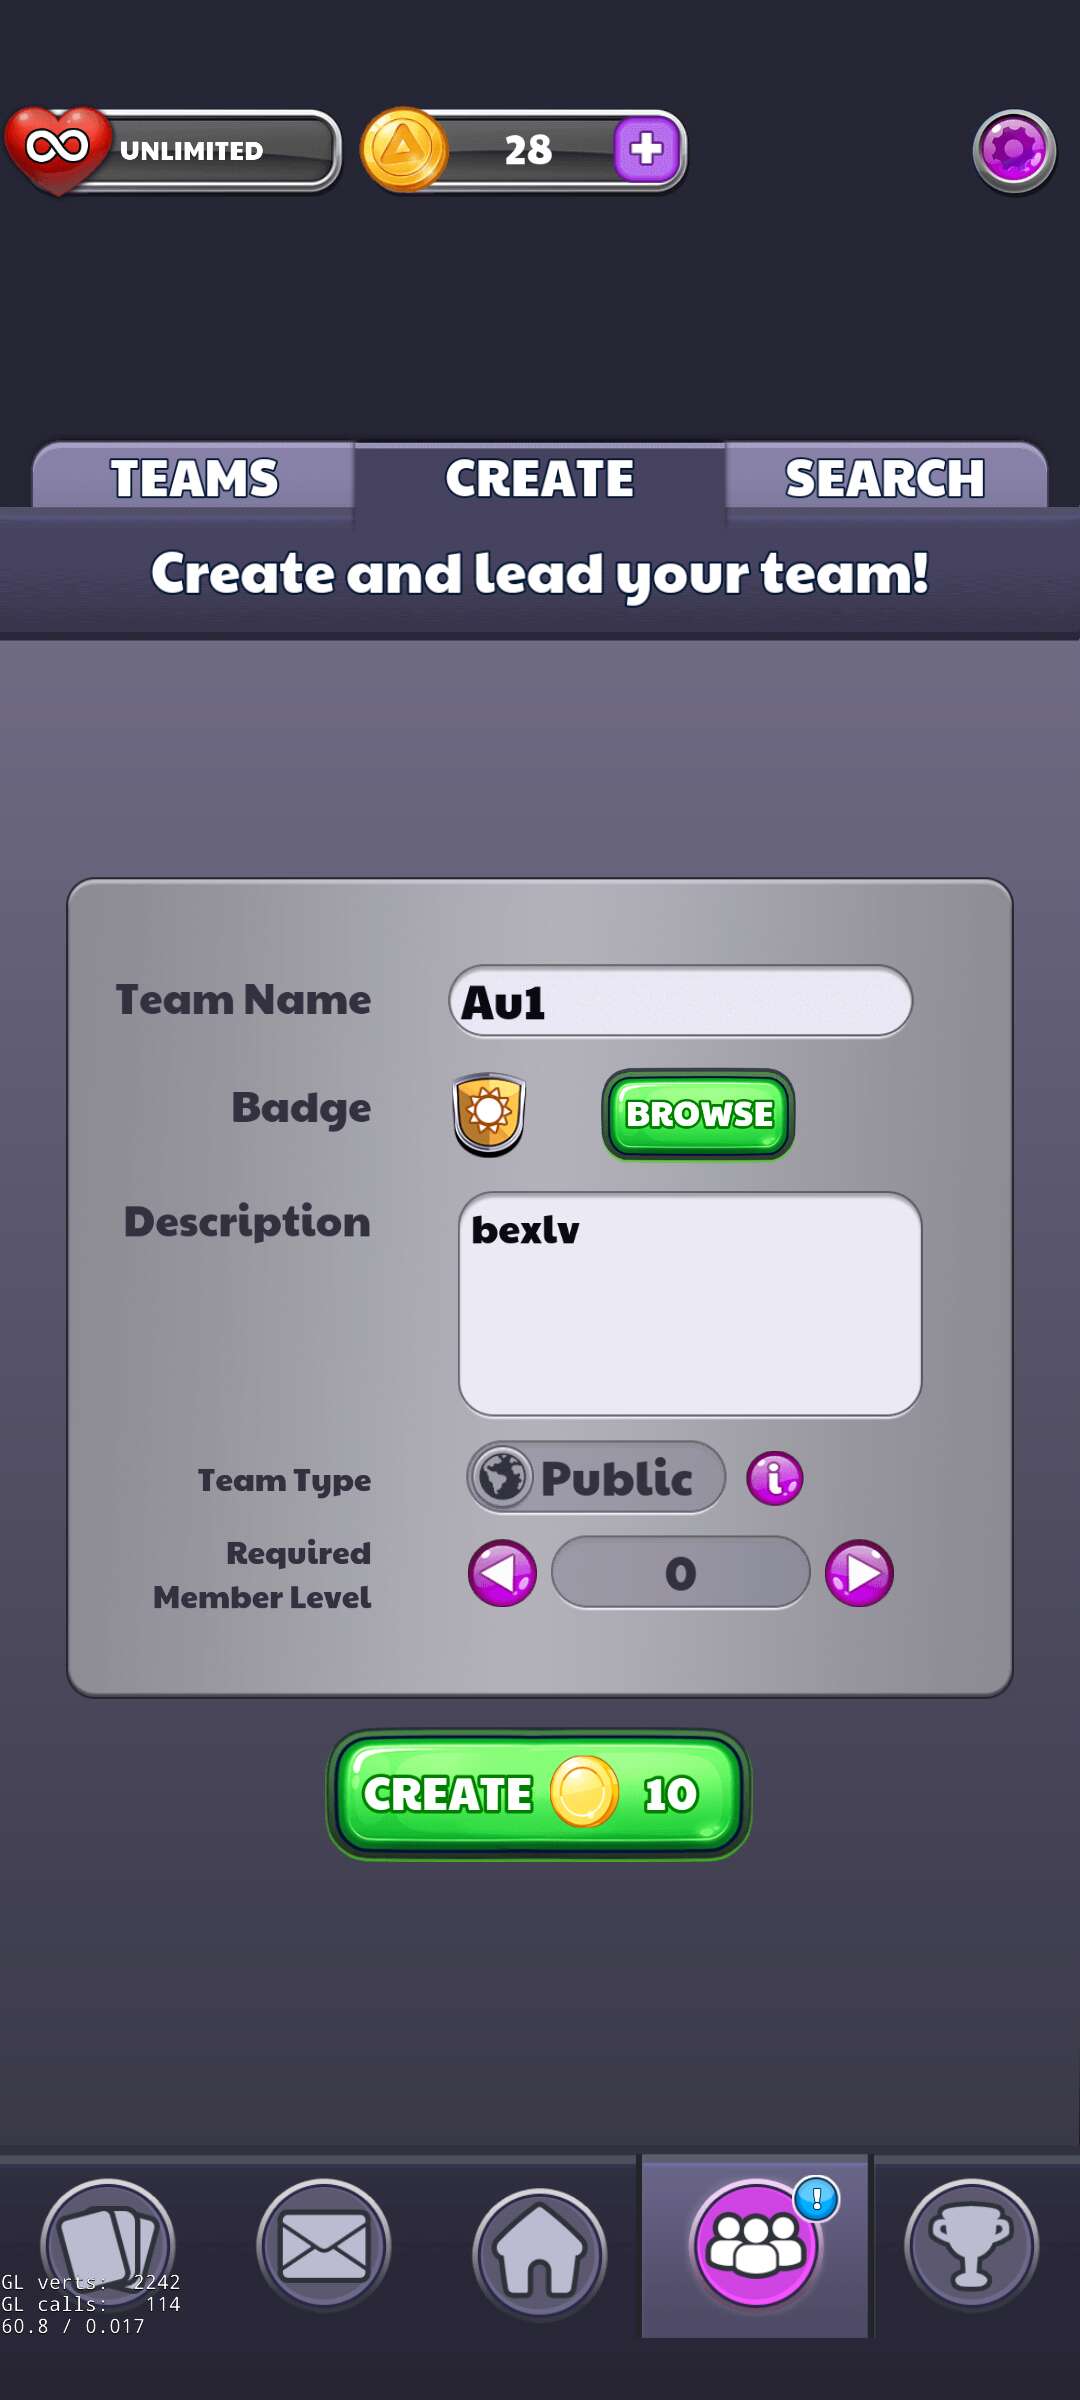 UNLIMITED
28
TEAMS
CREATE
SEARCH
Create and lead your team!
Team Name
Au1
Badge
BROWSE
Description
bexlv
Team Type
Public
i
Required
Member Level
0
CREATE 10
!
GL verts: 2242
GL calls: 114
60.8 / 0.017